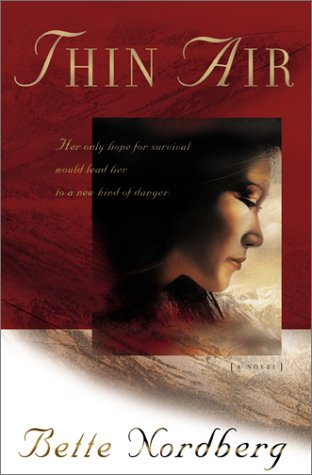 THIN AIR
Her only hope for survival
would lead her
to a new kind of danger.
[A NOVEL]
Bette Nordberg